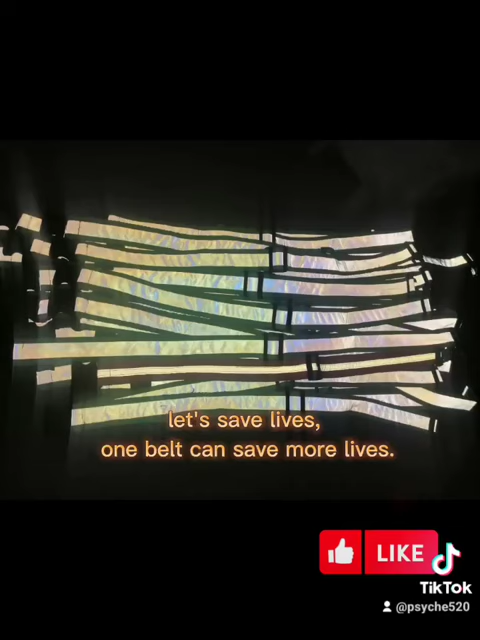 let's save lives,
one belt can save more lives.
LIKE
TikTok
@psyche520